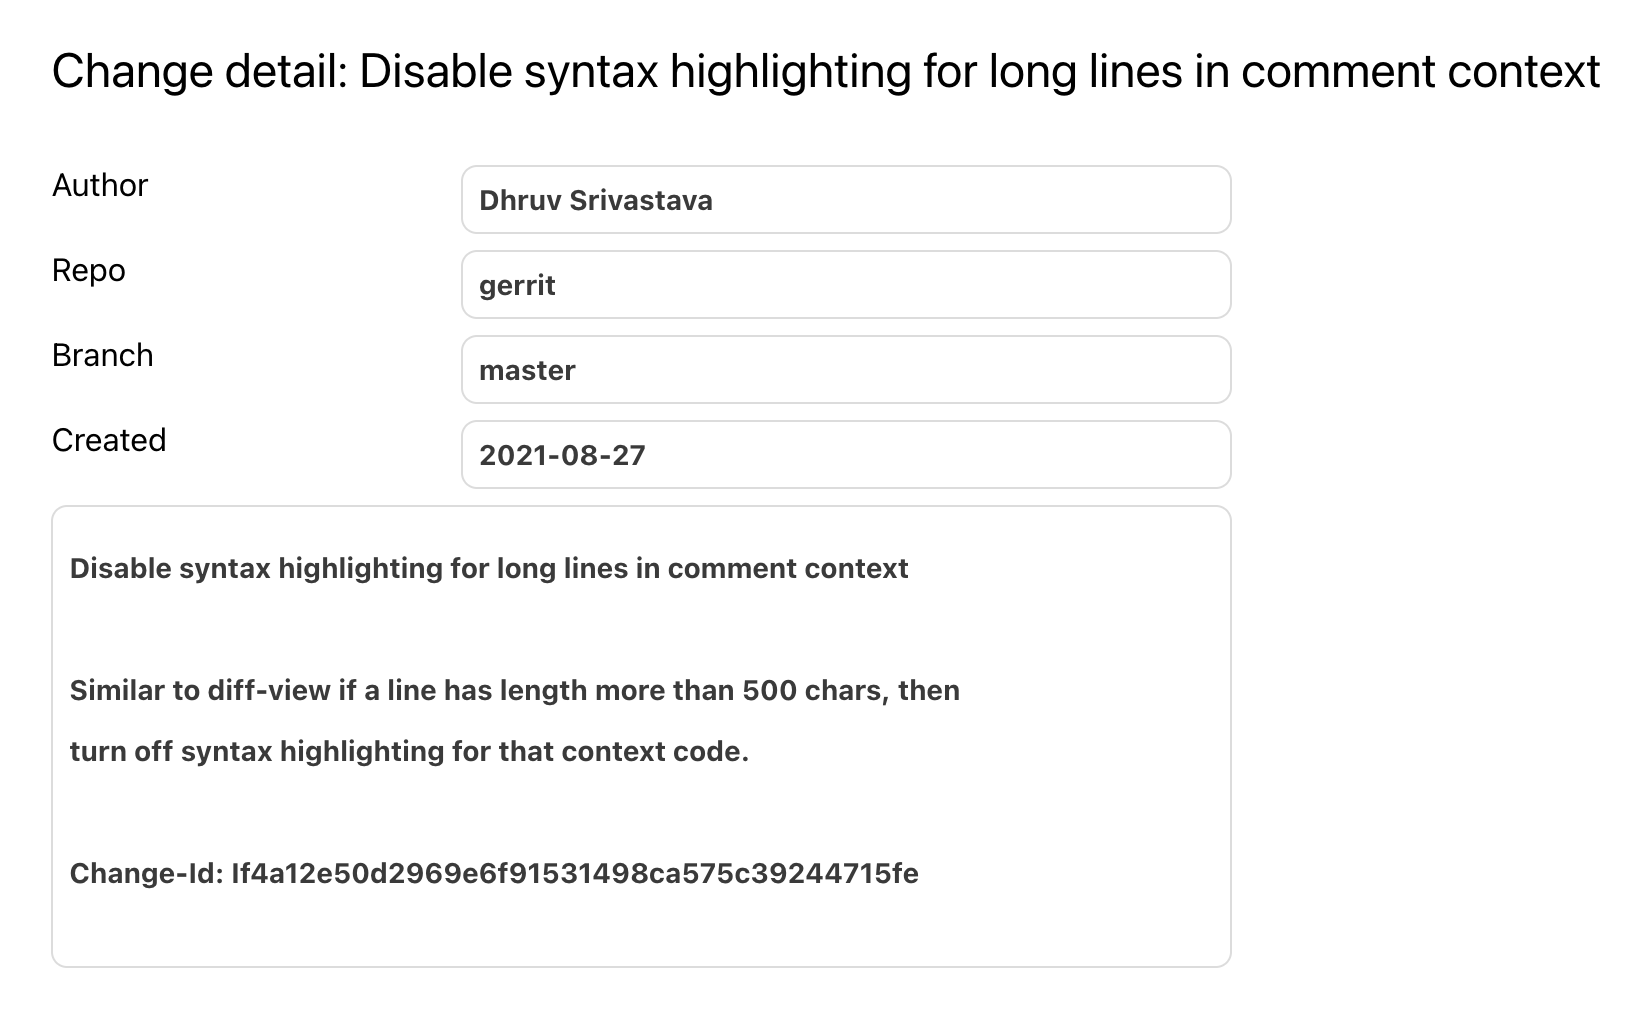 Change detail: Disable syntax highlighting for long lines in comment context
Author
Dhruv Srivastava
Repo
gerrit
Branch
master
Created
2021-08-27
Disable syntax highlighting for long lines in comment context
Similar to diff-view if a line has length more than 500 chars, then
turn off syntax highlighting for that context code.
Change-Id: If4a12e50d2969e6f91531498ca575c39244715fe